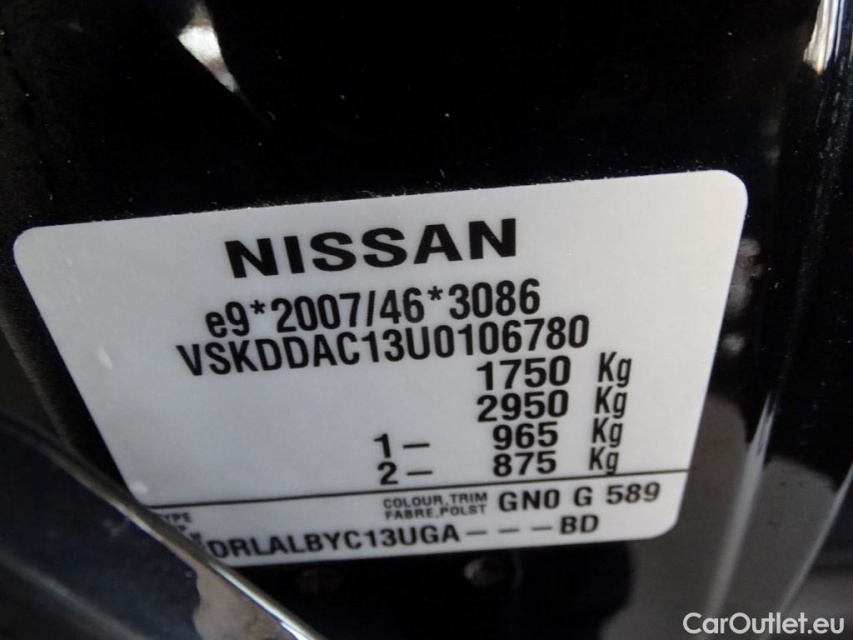 NISSAN
e9*2007/46*3086
VSKDDAC13U0106780
1750 Kg
2950 Kg
1– 965 Kg
2– 875 Kg
COLOUR,TRIM GN0 G 589
FABRE,POLST
DRLALBYC13UGA– – – –BD
CarOutlet.eu